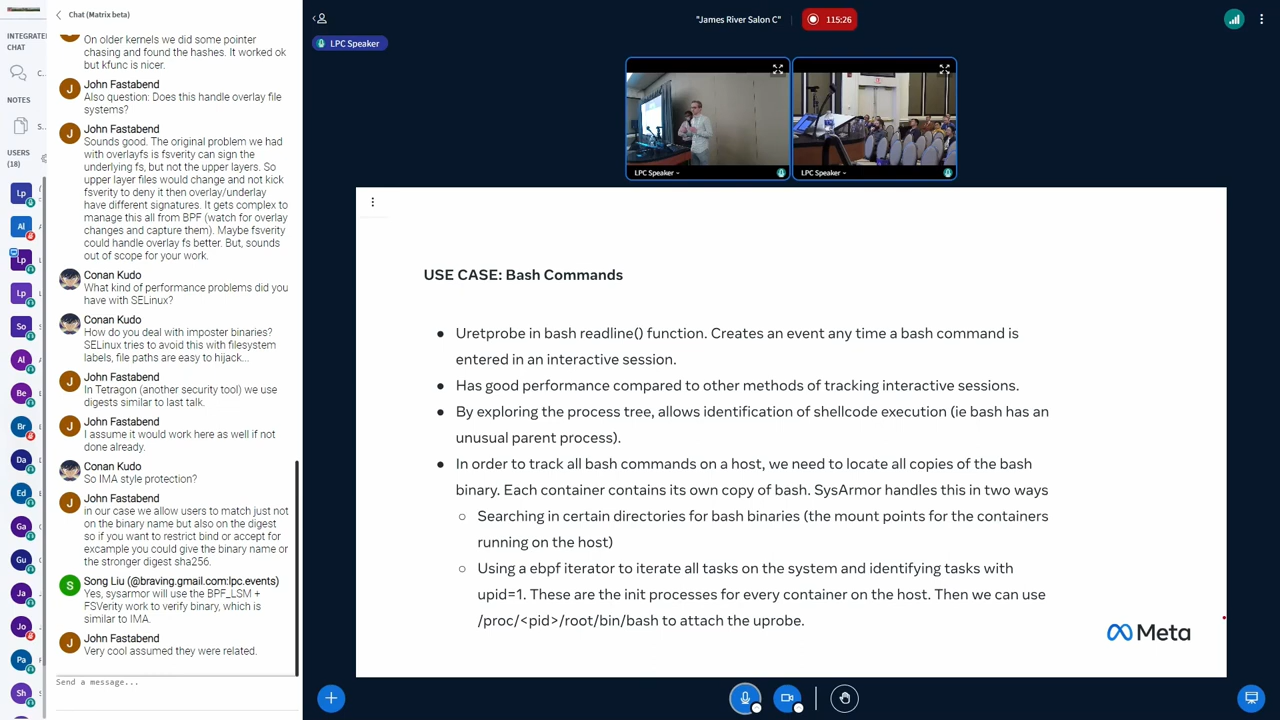 INTEGRATE
CHAT
C...
NOTES
S...
USERS
(18)
Lp
Al
Lp
Lp
So
Al
Be
Br
Da
Ed
Ga
Gu
Ja
Jo
Pa
Sh
Chat (Matrix beta)
On older kernels we did some pointer
chasing and found the hashes. It worked ok
but kfunc is nicer.
J
John Fastabend
Also question: Does this handle overlay file
systems?
J
John Fastabend
Sounds good. The original problem we had
with overlayfs is fsverity can sign the
underlying fs, but not the upper layers. So
upper layer files would change and not kick
fsverity to deny it then overlay/underlay
have different signatures. It gets complex to
manage this all from BPF (watch for overlay
changes and capture them). Maybe fsverity
could handle overlay fs better. But, sounds
out of scope for your work.
Conan Kudo
What kind of performance problems did you
have with SELinux?
Conan Kudo
How do you deal with imposter binaries?
SELinux tries to avoid this with filesystem
labels, file paths are easy to hijack...
J
John Fastabend
In Tetragon (another security tool) we use
digests similar to last talk.
J
John Fastabend
I assume it would work here as well if not
done already.
Conan Kudo
So IMA style protection?
J
John Fastabend
in our case we allow users to match just not
on the binary name but also on the digest
so if you want to restrict bind or accept for
excample you could give the binary name or
the stronger digest sha256.
S
Song Liu (@braving.gmail.com:lpc.events)
Yes, sysarmor will use the BPF_LSM +
FSVerity work to verify binary, which is
similar to IMA.
J
John Fastabend
Very cool assumed they were related.
Send a message...
"James River Salon C"
115:26
LPC Speaker
LPC Speaker
LPC Speaker
USE CASE: Bash Commands
● Uretprobe in bash readline() function. Creates an event any time a bash command is
entered in an interactive session.
● Has good performance compared to other methods of tracking interactive sessions.
● By exploring the process tree, allows identification of shellcode execution (ie bash has an
unusual parent process).
● In order to track all bash commands on a host, we need to locate all copies of the bash
binary. Each container contains its own copy of bash. SysArmor handles this in two ways
○ Searching in certain directories for bash binaries (the mount points for the containers
running on the host)
○ Using a ebpf iterator to iterate all tasks on the system and identifying tasks with
upid=1. These are the init processes for every container on the host. Then we can use
/proc/<pid>/root/bin/bash to attach the uprobe.
Meta